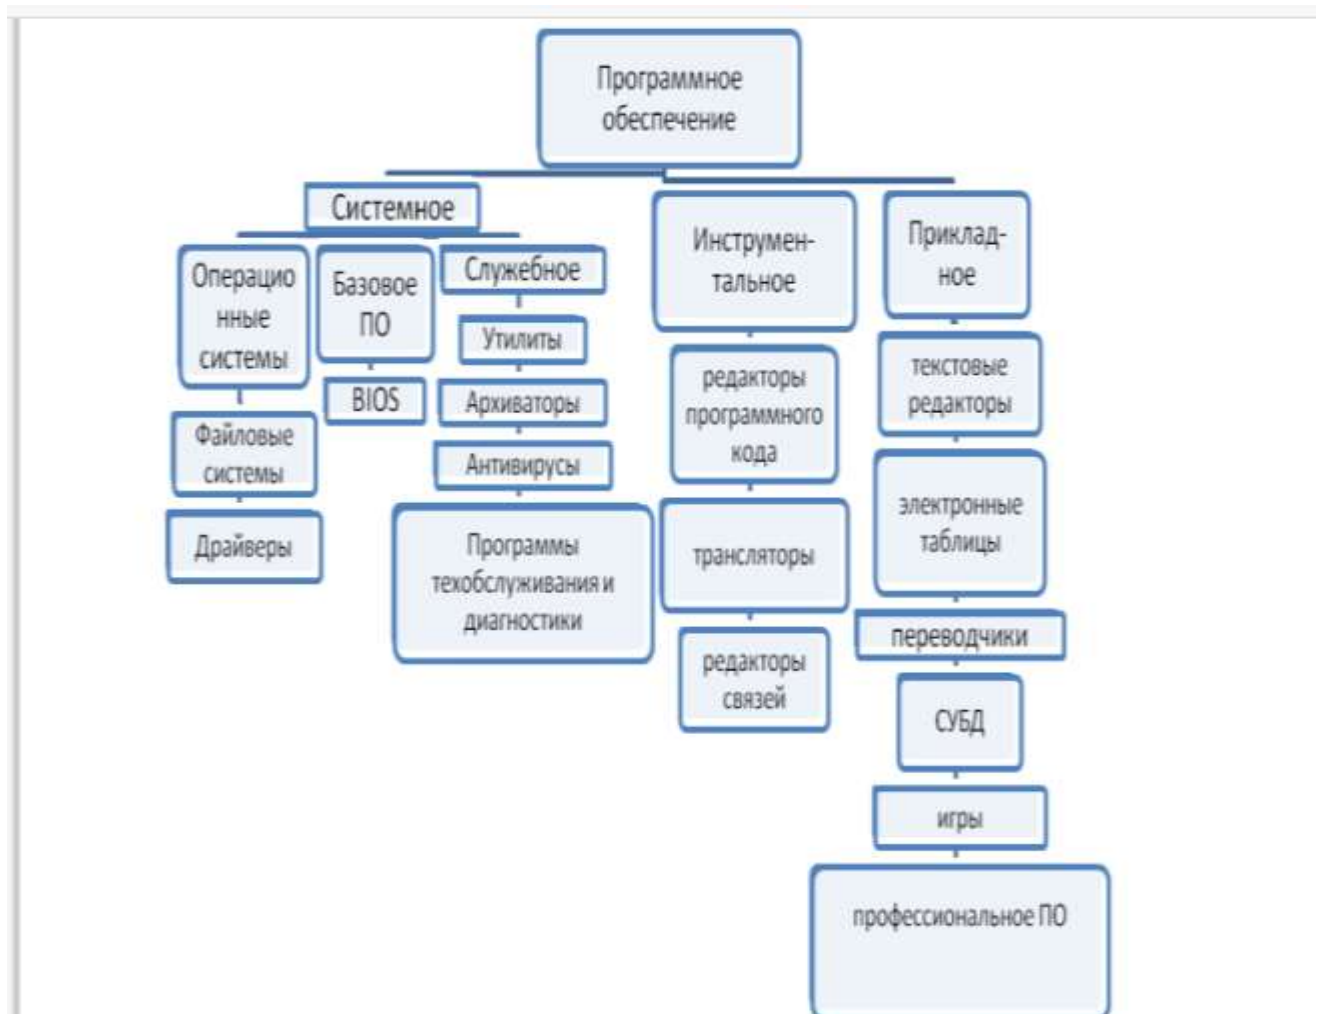 Программное
обеспечение
Системное
Операцио
нные
системы
Файловые
системы
Драйверы
Базовое
ПО
BIOS
Служебное
Утилиты
Архиваторы
Антивирусы
Программы
техобслуживания и
диагностики
Инструмен-
тальное
редакторы
программного
кода
трансляторы
редакторы
связей
Приклад-
ное
текстовые
редакторы
электронные
таблицы
переводчики
СУБД
игры
профессиональное ПО